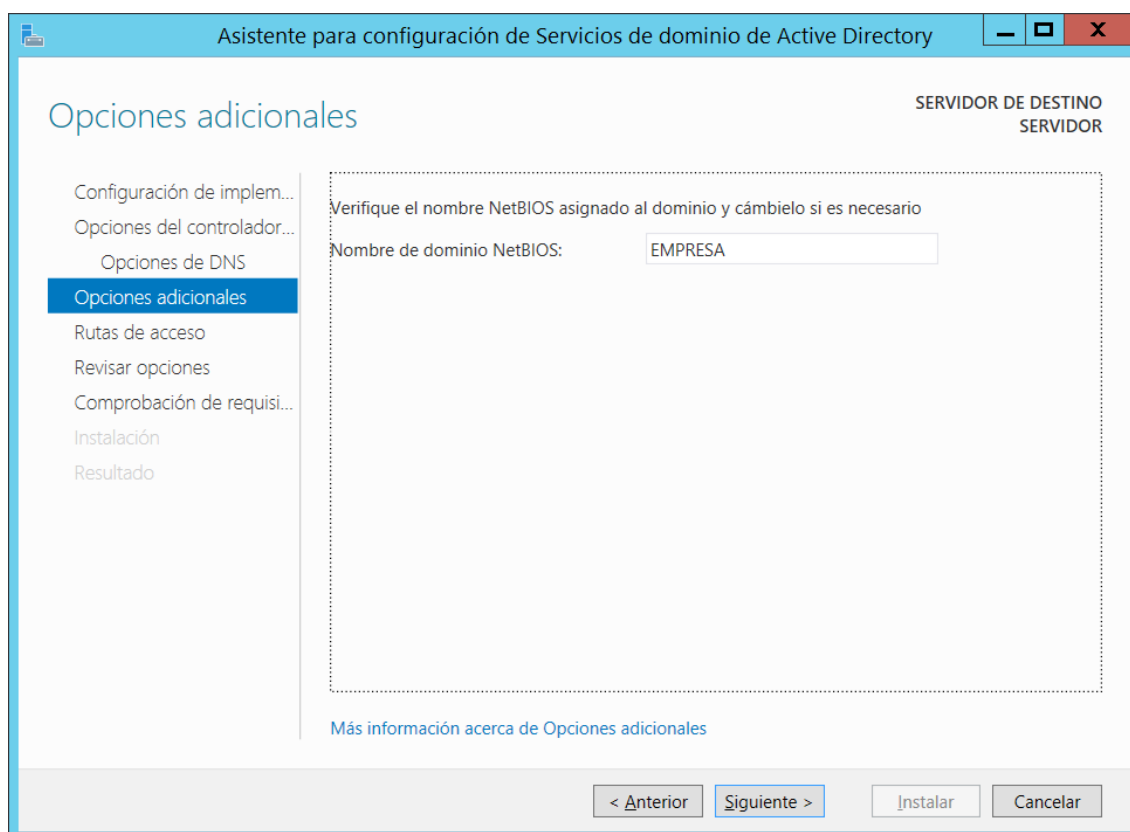 Asistente para configuración de Servicios de dominio de Active Directory
Opciones adicionales
SERVIDOR DE DESTINO
SERVIDOR
Configuración de implem...
Opciones del controlador...
Opciones de DNS
Opciones adicionales
Rutas de acceso
Revisar opciones
Comprobación de requisi...
Instalación
Resultado
Verifique el nombre NetBIOS asignado al dominio y cámbielo si es necesario
Nombre de dominio NetBIOS: EMPRESA
Más información acerca de Opciones adicionales
< Anterior Siguiente > Instalar Cancelar